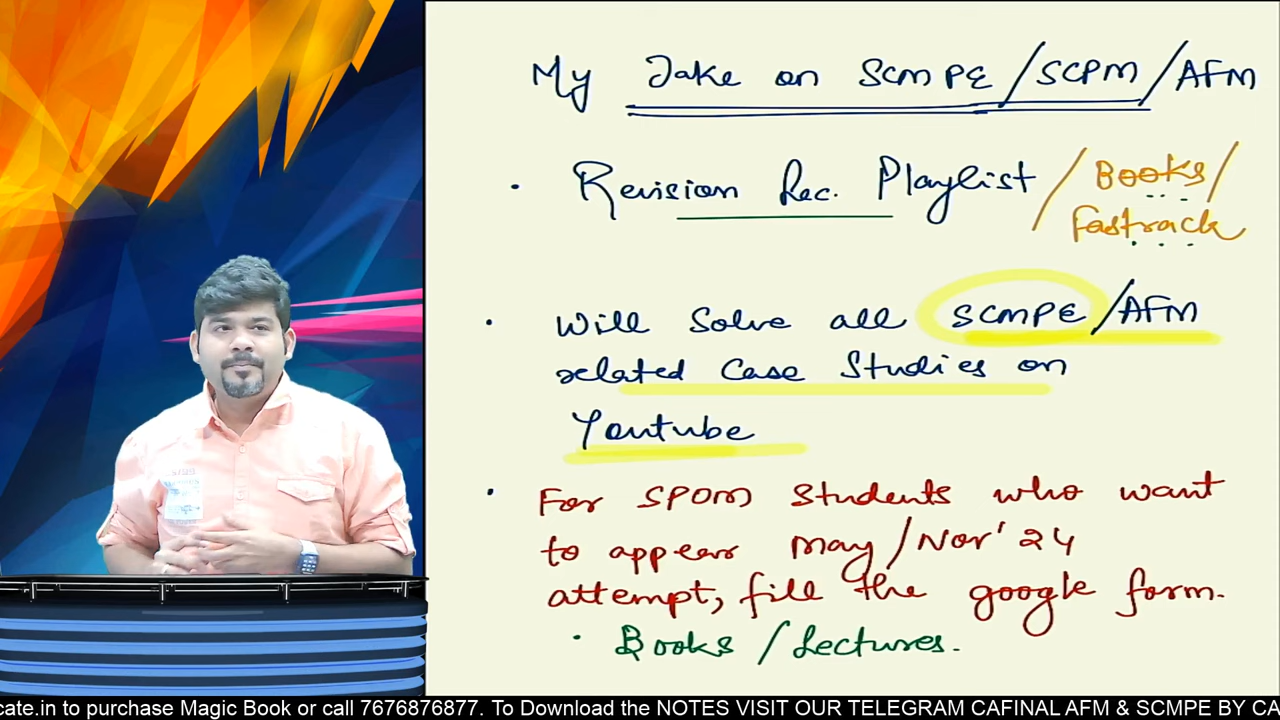 My Take on SCMPE/SCPM/AFM
• Revision Rec. Playlist / Books/
Fastrack
• Will Solve all SCMPE/AFM
related Case Studies on
Youtube
• For SPOM Students who want
to appear May/Nov' 24
attempt, fill the google form.
• Books/Lectures.
cate.in to purchase Magic Book or call 7676876877. To Download the NOTES VISIT OUR TELEGRAM CAFINAL AFM & SCMPE BY CA